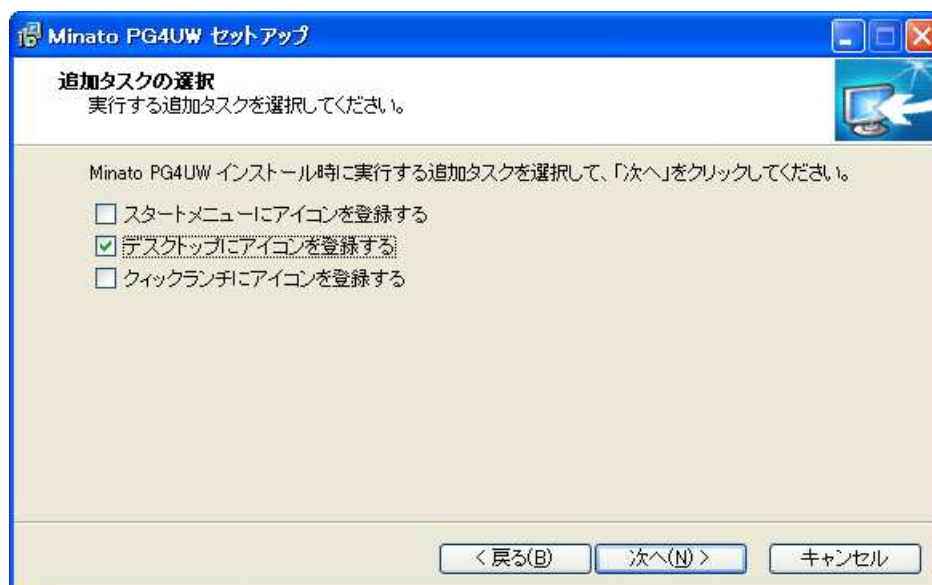 Minato PG4UW セットアップ
追加タスクの選択
実行する追加タスクを選択してください。
Minato PG4UW インストール時に実行する追加タスクを選択して、「次へ」をクリックしてください。
スタートメニューにアイコンを登録する
デスクトップにアイコンを登録する
クィックランチにアイコンを登録する
< 戻る(B)
次へ(N) >
キャンセル